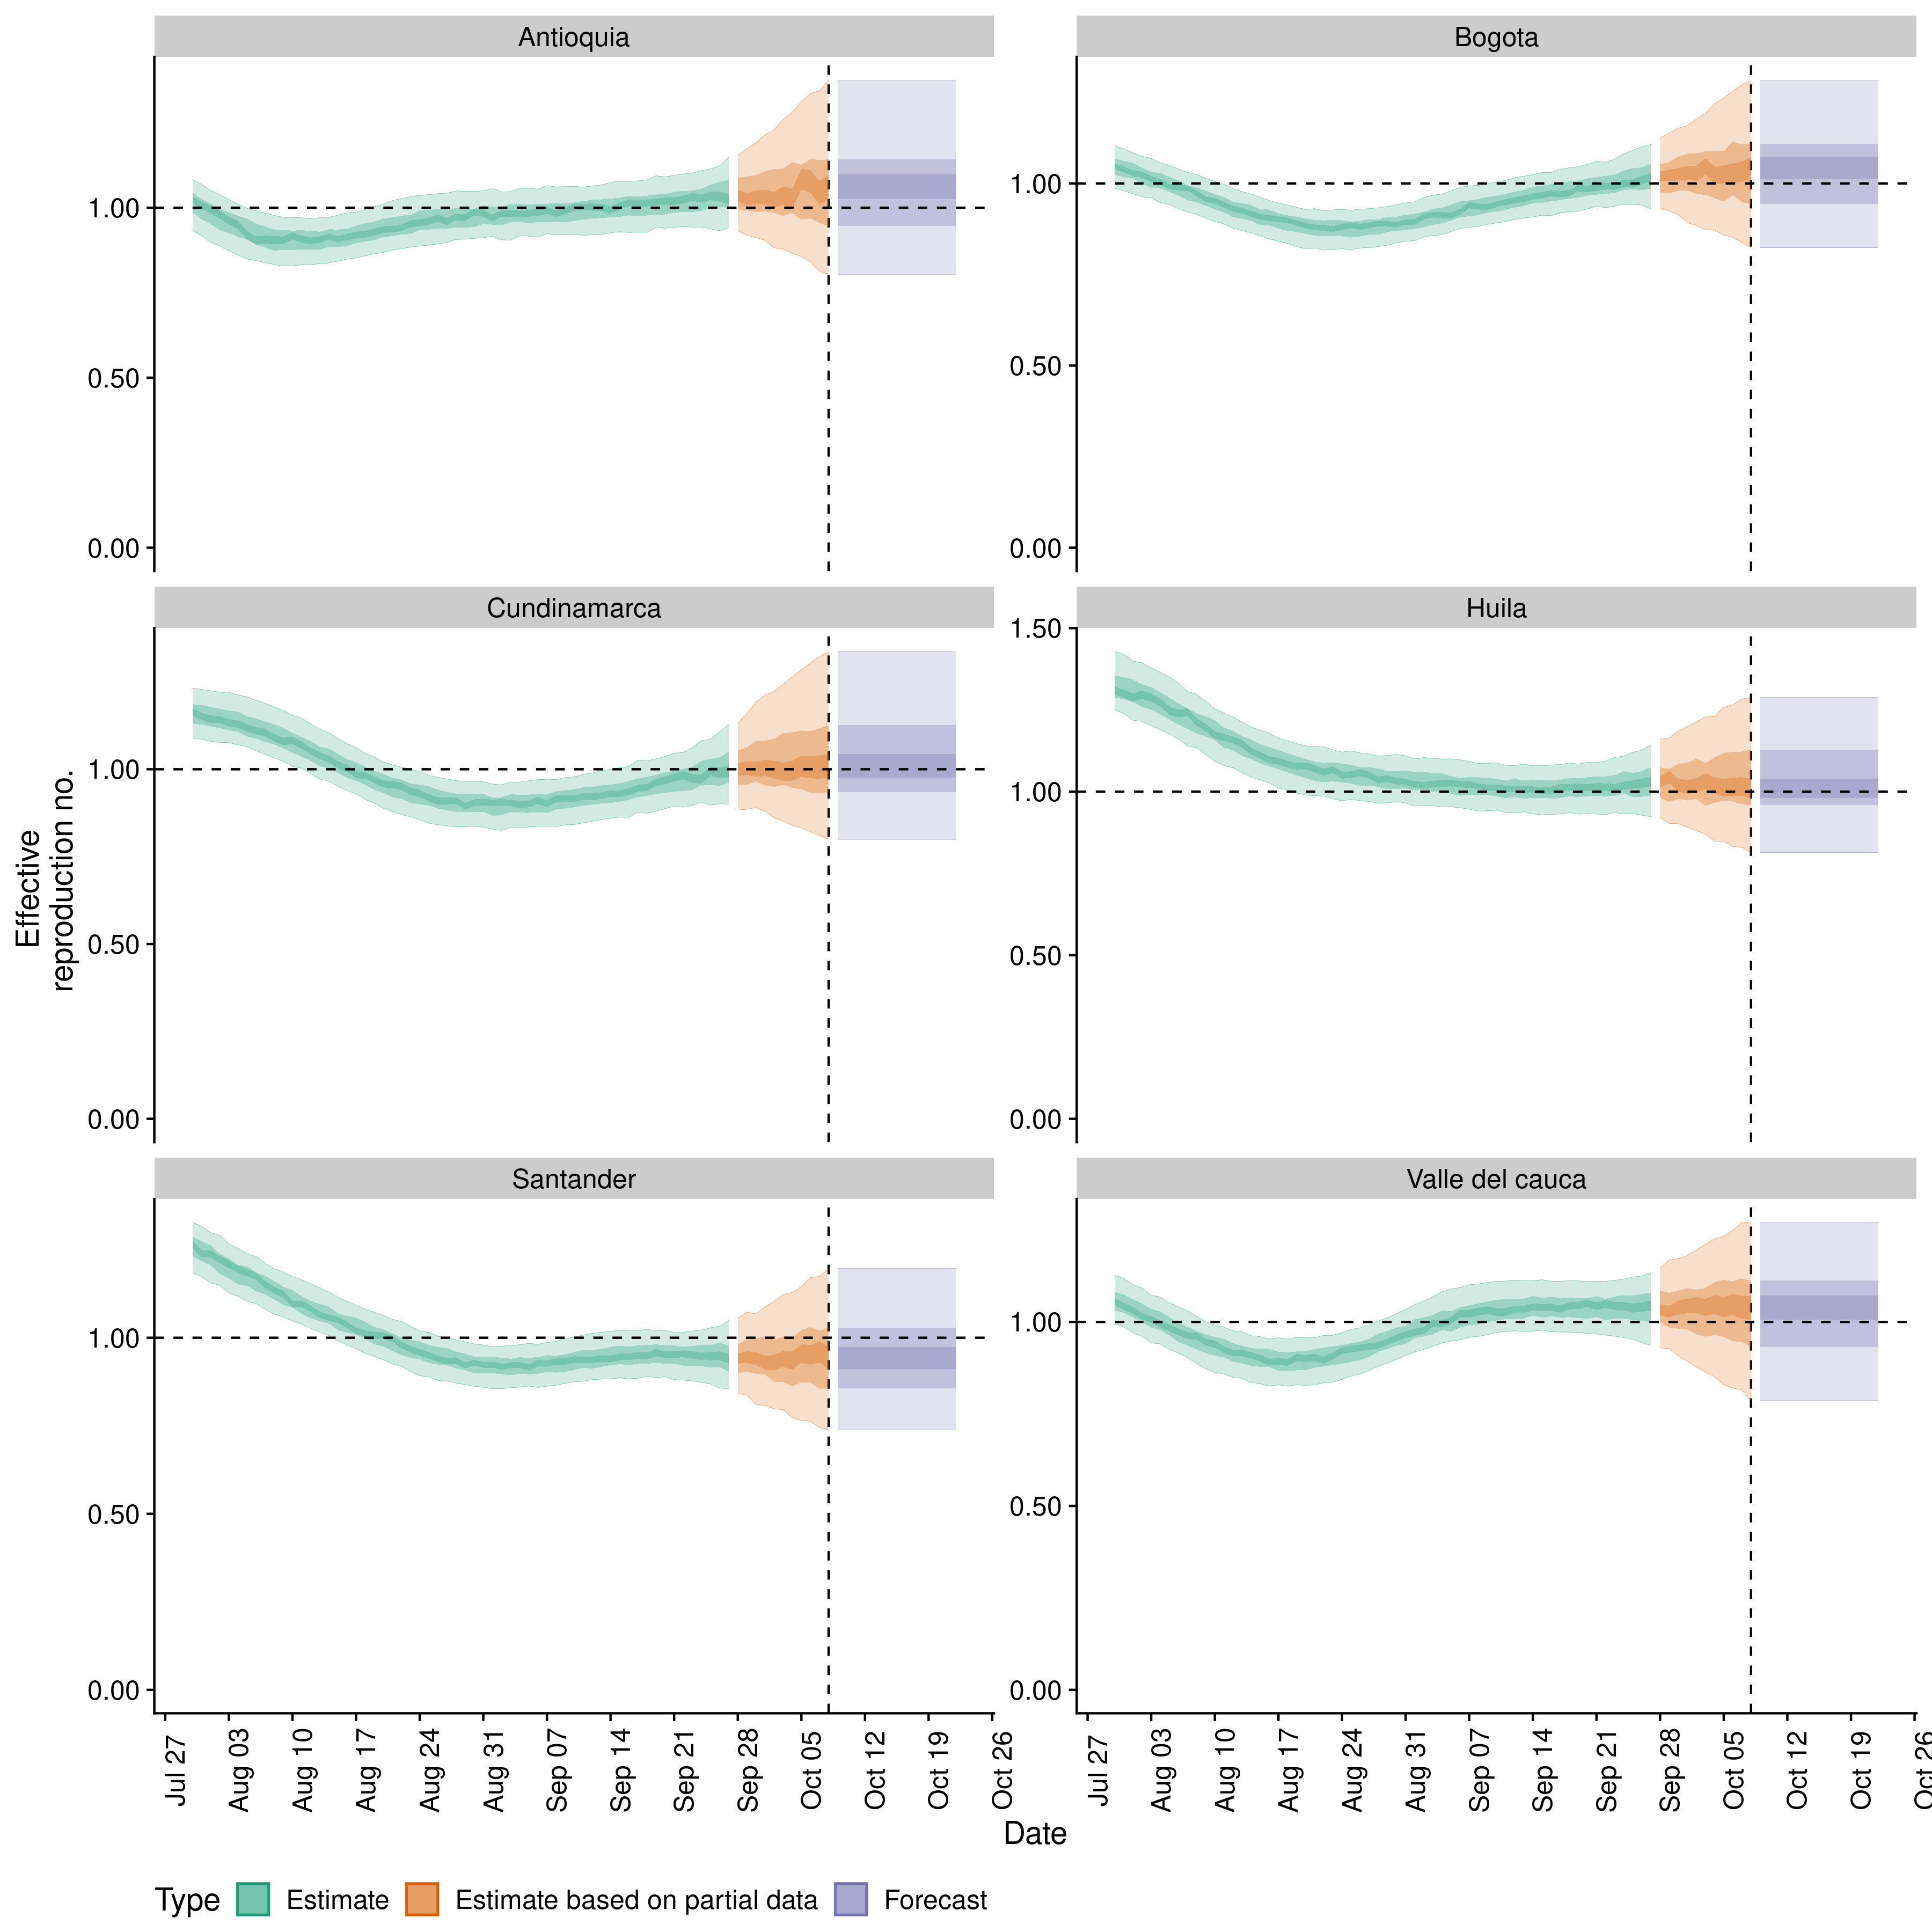 Antioquia
Bogota
1.00
0.50
0.00
1.00
0.50
0.00
Cundinamarca
Huila
1.00
0.50
0.00
1.50
1.00
0.50
0.00
Santander
Valle del cauca
1.00
0.50
0.00
1.00
0.50
0.00
Effective
reproduction no.
Jul 27
Aug 03
Aug 10
Aug 17
Aug 24
Aug 31
Sep 07
Sep 14
Sep 21
Sep 28
Oct 05
Oct 12
Oct 19
Oct 26
Jul 27
Aug 03
Aug 10
Aug 17
Aug 24
Aug 31
Sep 07
Sep 14
Sep 21
Sep 28
Oct 05
Oct 12
Oct 19
Oct 26
Date
Type Estimate Estimate based on partial data Forecast